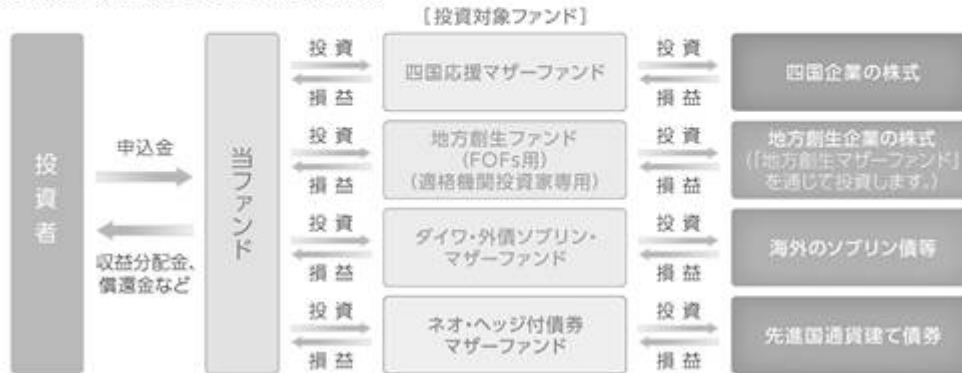 [投資対象ファンド]
投資者
申込金
収益分配金、
償還金など
当ファンド
投資
損益
四国応援マザーファンド
投資
損益
四国企業の株式
投資
損益
地方創生ファンド
(FOFs用)
(適格機関投資家専用)
投資
損益
地方創生企業の株式
(「地方創生マザーファンド」
を通じて投資します。)
投資
損益
ダイワ・外債ソブリン・
マザーファンド
投資
損益
海外のソブリン債等
投資
損益
ネオ・ヘッジ付債券
マザーファンド
投資
損益
先進国通貨建て債券